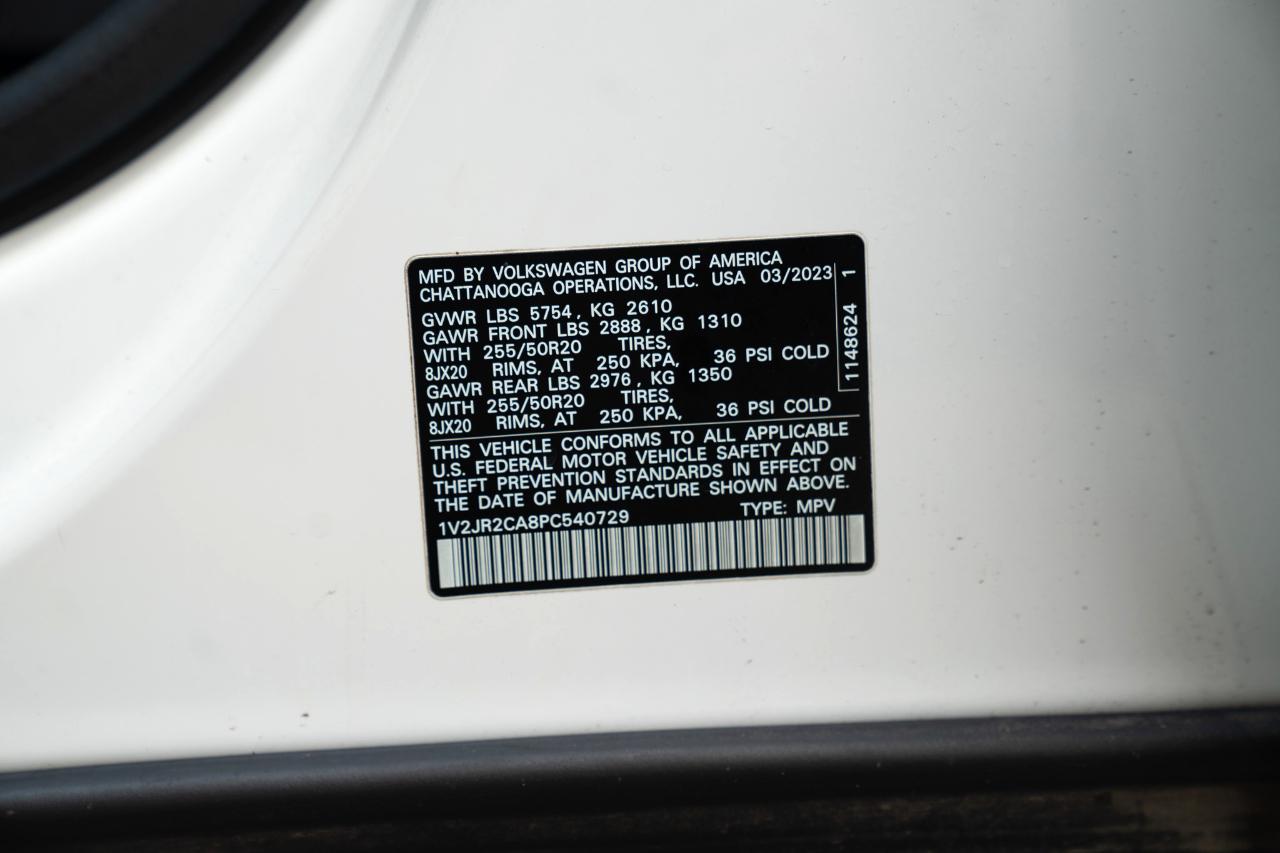 MFD BY VOLKSWAGEN GROUP OF AMERICA
CHATTANOOGA OPERATIONS, LLC. USA 03/2023
GVWR LBS 5754, KG 2610
GAWR FRONT LBS 2888, KG 1310
WITH 255/50R20 TIRES,
8JX20 RIMS, AT 250 KPA, 36 PSI COLD
GAWR REAR LBS 2976, KG 1350
WITH 255/50R20 TIRES,
8JX20 RIMS, AT 250 KPA, 36 PSI COLD
THIS VEHICLE CONFORMS TO ALL APPLICABLE
U.S. FEDERAL MOTOR VEHICLE SAFETY AND
THEFT PREVENTION STANDARDS IN EFFECT ON
THE DATE OF MANUFACTURE SHOWN ABOVE.
1V2JR2CA8PC540729 TYPE: MPV
1148624 1